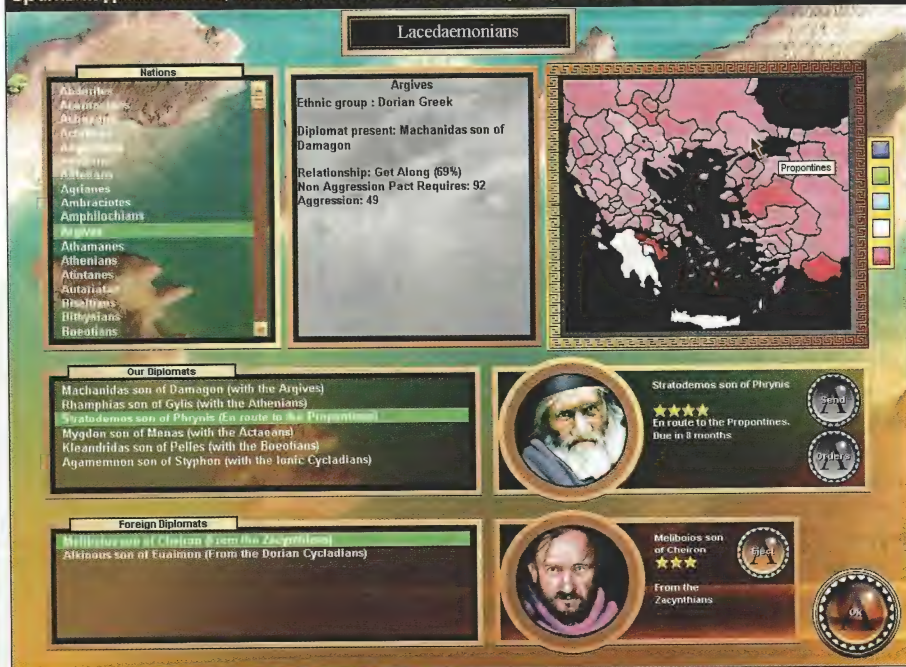 Lacedaemonians
Nations
Abderites
Agrianes
Ambraciotes
Amphilochians
Argives
Athamanes
Athenians
Atintanes
Autariatae
Bisaltians
Bithynians
Boeotians
Argives
Ethnic group : Dorian Greek
Diplomat present: Machanidas son of
Damagon
Relationship: Get Along (69%)
Non Aggression Pact Requires: 92
Aggression: 49
Propontines
Our Diplomats
Machanidas son of Damagon (with the Argives)
Rhamphias son of Gylis (with the Athenians)
Stratodemos son of Phrynis (En route to the Propontines)
Mygdon son of Menas (with the Actaeans)
Kleandridas son of Pelles (with the Boeotians)
Agamemnon son of Styphon (with the Ionic Cycladians)
Stratodemos son of Phrynis
En route to the Propontines.
Due in 8 months
Send
Orders
Foreign Diplomats
Meliboios son of Cheiron (From the Zacynthians)
Alkinous son of Euaimon (From the Dorian Cycladians)
Meliboios son
of Cheiron
From the
Zacynthians
Eject
Ok